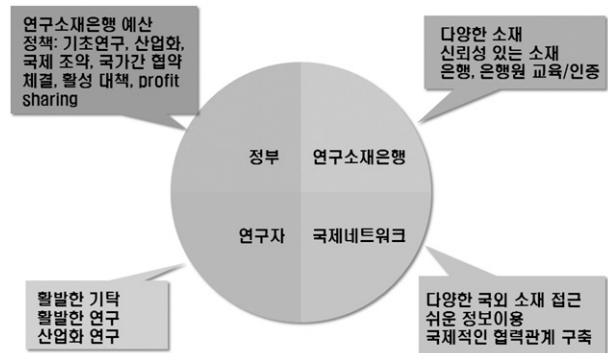 연구소재은행 예산
정책: 기초연구, 산업화,
국제 조약, 국가간 협약
체결, 활성 대책, profit
sharing
다양한 소재
신뢰성 있는 소재
은행, 은행원 교육/인증
정부
연구소재은행
연구자
국제네트워크
활발한 기탁
활발한 연구
산업화 연구
다양한 국외 소재 접근
쉬운 정보이용
국제적인 협력관계 구축